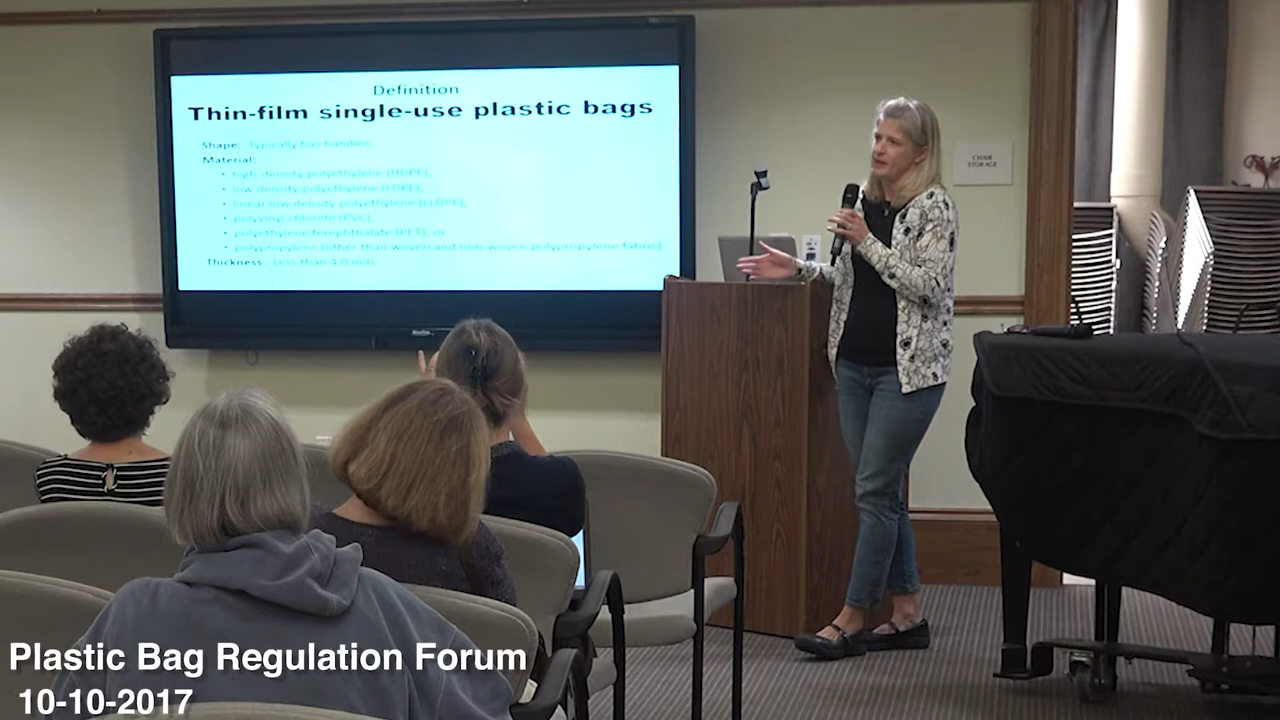 Definition
Thin-film single-use plastic bags
Shape: Typically has handles.
Material:
• high density polyethylene (HDPE),
• low density polyethylene (LDPE),
• linear low density polyethylene (LLDPE),
• polyvinyl chloride (PVC),
• polyethylene terephthalate (PET), or
• polypropylene (other than woven and non-woven polypropylene fabric)
Thickness: Less than 4.0 mils
CHAIR
STORAGE
Plastic Bag Regulation Forum
10-10-2017